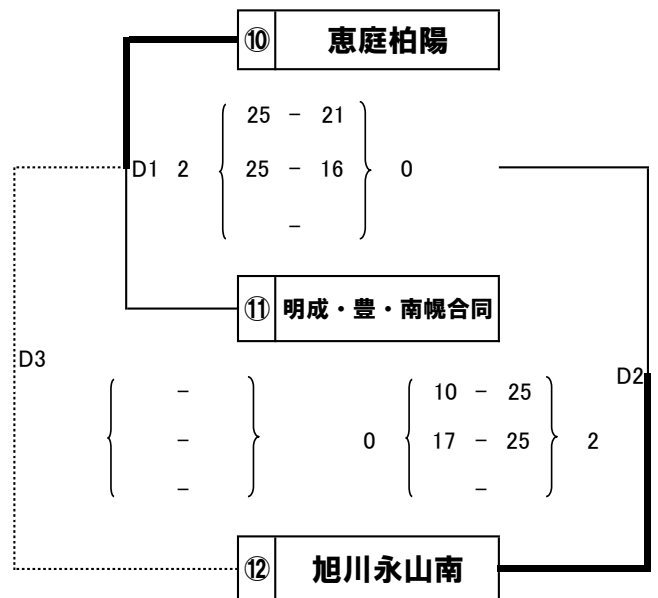 ⑩ 恵庭柏陽
25 - 21
D1 2 25 - 16 0
-
⑪ 明成・豊・南幌合同
D3
D2
- 10 - 25
- 0 17 - 25 2
- -
⑫ 旭川永山南